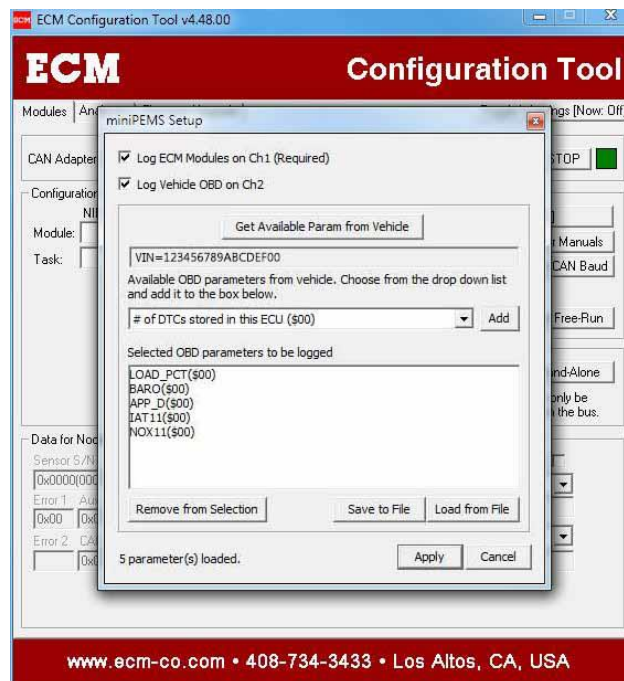 ECM Configuration Tool v4.48.00
ECM
Configuration Tool
Modules
miniPEMS Setup
ngs [Now: Off
CAN Adapter
Log ECM Modules on Ch1 (Required)
TOP
Log Vehicle OBD on Ch2
Configuration
Get Available Param from Vehicle
Module:
Manuals
VIN=123456789ABCDEF00
Task:
CAN Baud
Available OBD parameters from vehicle. Choose from the drop down list
and add it to the box below.
# of DTCs stored in this ECU ($00)
Add
Free-Run
Selected OBD parameters to be logged
LOAD_PCT($00)
nd-Alone
BARO($00)
APP_D($00)
only be
IAT11($00)
the bus.
NOX11($00)
Data for Nod
Sensor S/N
0x0000(000
Remove from Selection
Save to File
Load from File
Error 1
0x00
Error 2
5 parameter(s) loaded.
Apply
Cancel
www.ecm-co.com • 408-734-3433 • Los Altos, CA, USA